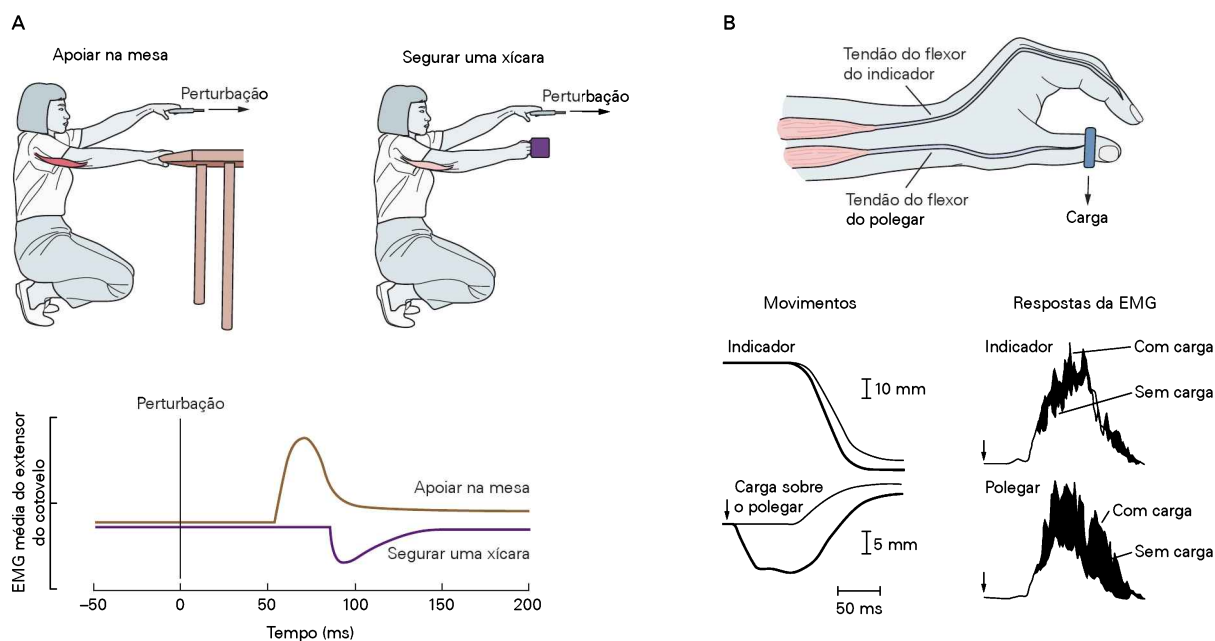 A
Apoiar na mesa
Perturbação
Segurar uma xícara
Perturbação
EMG média do extensor
do cotovelo
Perturbação
Apoiar na mesa
Segurar uma xícara
–50
0
50
100
150
200
Tempo (ms)
B
Tendão do flexor
do indicador
Tendão do flexor
do polegar
Carga
Movimentos
Indicador
10 mm
Carga sobre
o polegar
5 mm
50 ms
Respostas da EMG
Indicador
Com carga
Sem carga
Polegar
Com carga
Sem carga